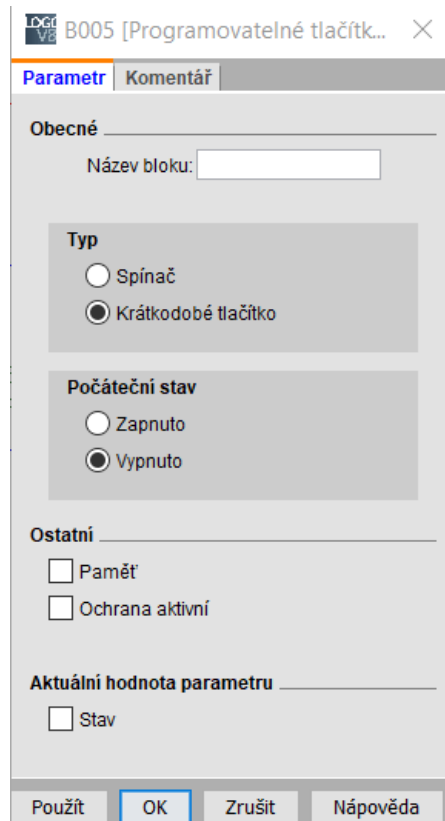 LOGO V8 B005 [Programovatelné tlačítk...
Parametr Komentář
Obecné
Název bloku:
Typ
Spínač
Krátkodobé tlačítko
Počáteční stav
Zapnuto
Vypnuto
Ostatní
Paměť
Ochrana aktivní
Aktuální hodnota parametru
Stav
Použít OK Zrušit Nápověda